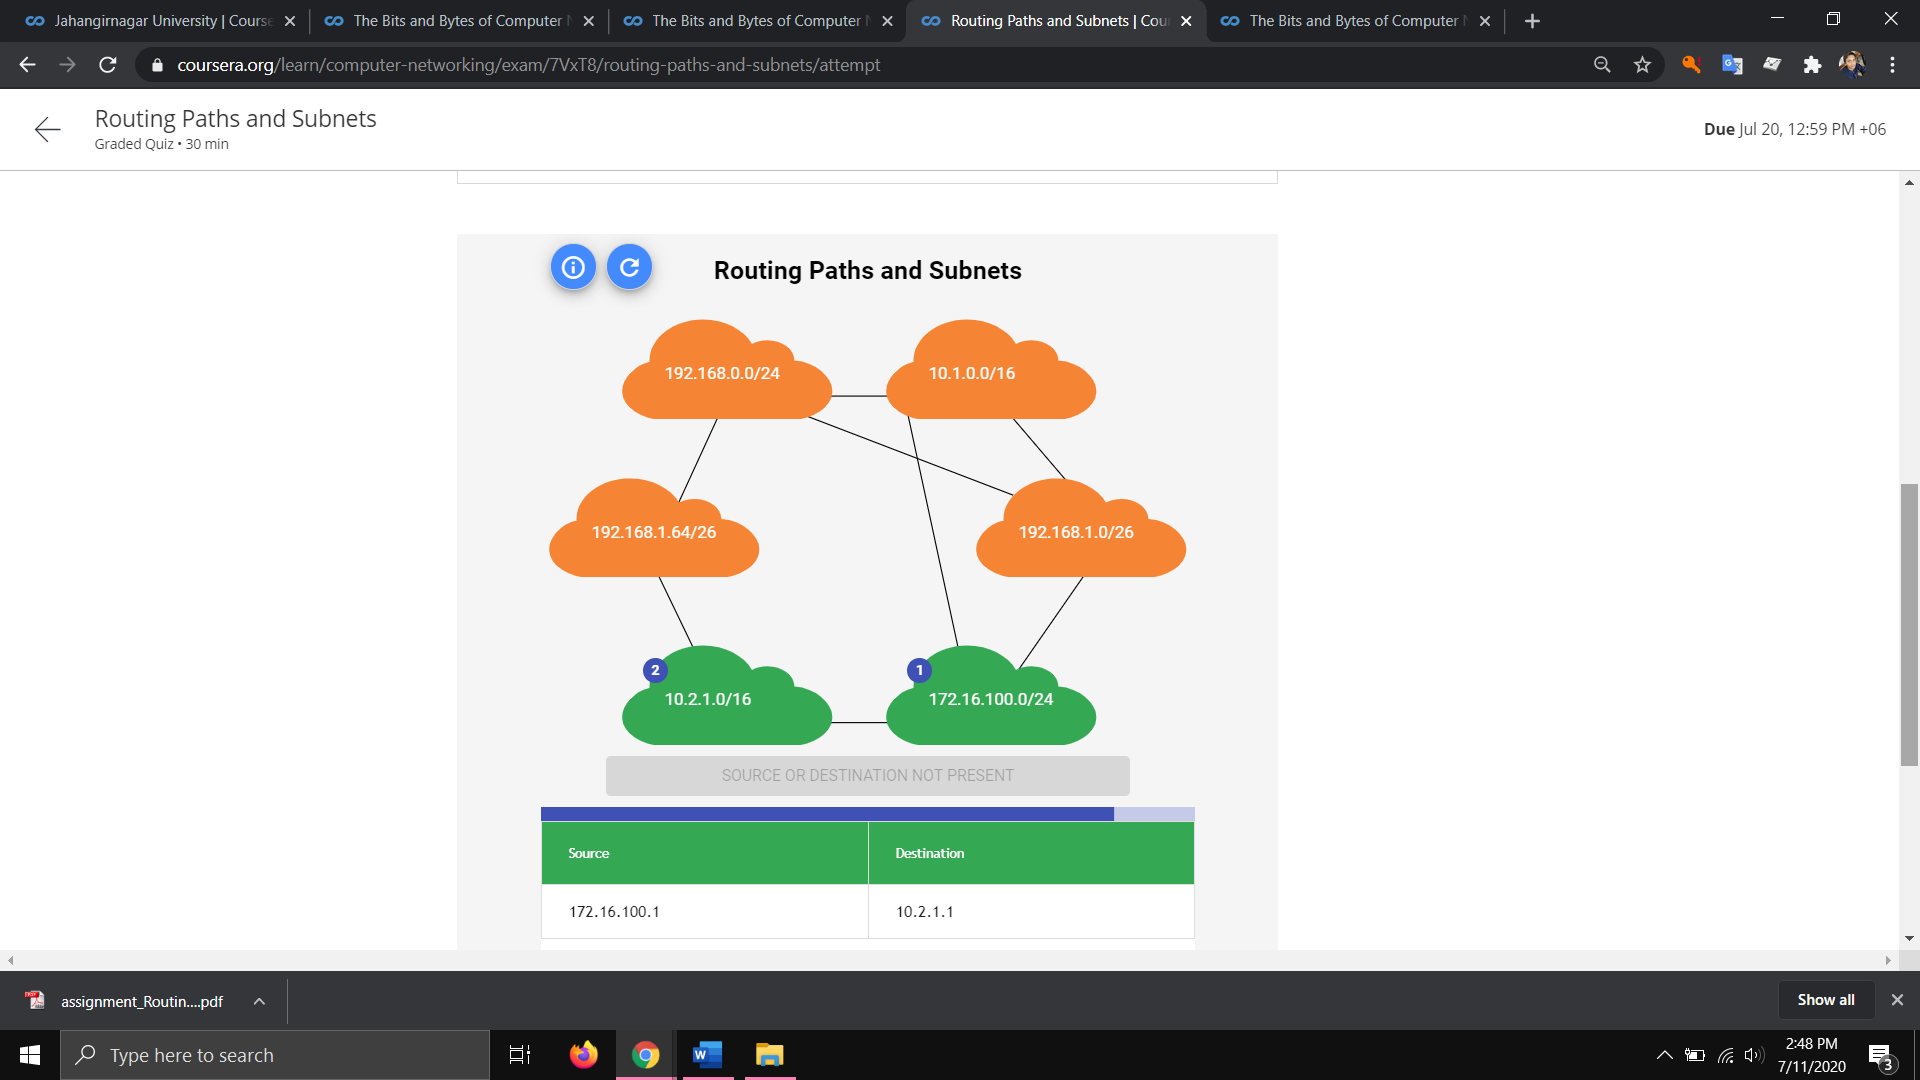 Jahangirnagar University | Course
The Bits and Bytes of Computer N
The Bits and Bytes of Computer N
Routing Paths and Subnets | Cour
The Bits and Bytes of Computer N
coursera.org/learn/computer-networking/exam/7VxT8/routing-paths-and-subnets/attempt
Routing Paths and Subnets
Graded Quiz • 30 min
Due Jul 20, 12:59 PM +06
Routing Paths and Subnets
192.168.0.0/24
10.1.0.0/16
192.168.1.64/26
192.168.1.0/26
2
10.2.1.0/16
1
172.16.100.0/24
SOURCE OR DESTINATION NOT PRESENT
Source
Destination
172.16.100.1
10.2.1.1
assignment_Routin....pdf
Show all
Type here to search
2:48 PM
7/11/2020
3